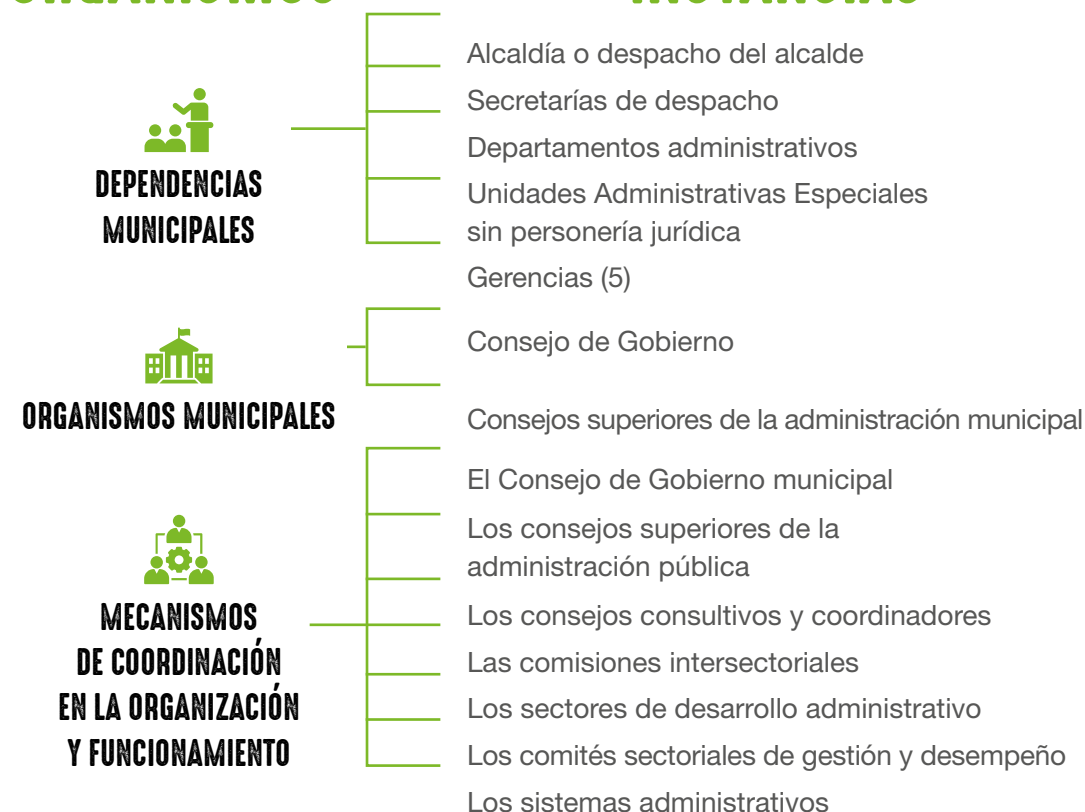 ORGANISMOS
INSTANCIAS
DEPENDENCIAS
MUNICIPALES
Alcaldía o despacho del alcalde
Secretarías de despacho
Departamentos administrativos
Unidades Administrativas Especiales
sin personería jurídica
Gerencias (5)
ORGANISMOS MUNICIPALES
Consejo de Gobierno
Consejos superiores de la administración municipal
MECANISMOS
DE COORDINACIÓN
EN LA ORGANIZACIÓN
Y FUNCIONAMIENTO
El Consejo de Gobierno municipal
Los consejos superiores de la
administración pública
Los consejos consultivos y coordinadores
Las comisiones intersectoriales
Los sectores de desarrollo administrativo
Los comités sectoriales de gestión y desempeño
Los sistemas administrativos